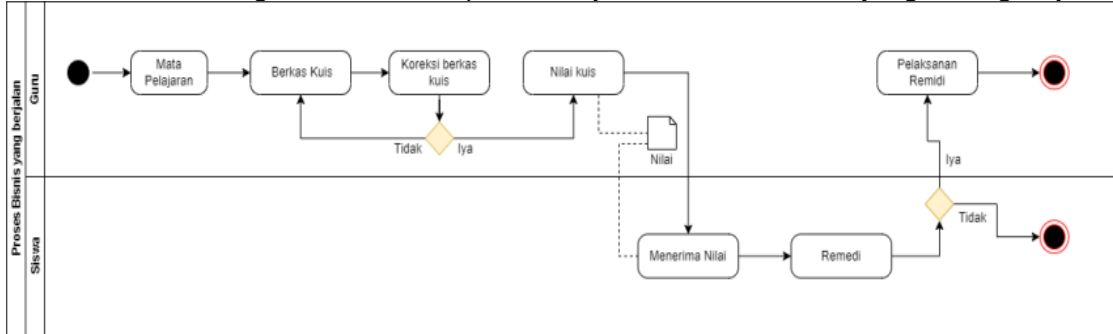 Proses Bisnis yang berjalan
Guru
Mata
Pelajaran
Berkas Kuis
Koreksi berkas
kuis
Nilai kuis
Pelaksanan
Remidi
Tidak
Iya
Nilai
Iya
Siswa
Menerima Nilai
Remedi
Tidak